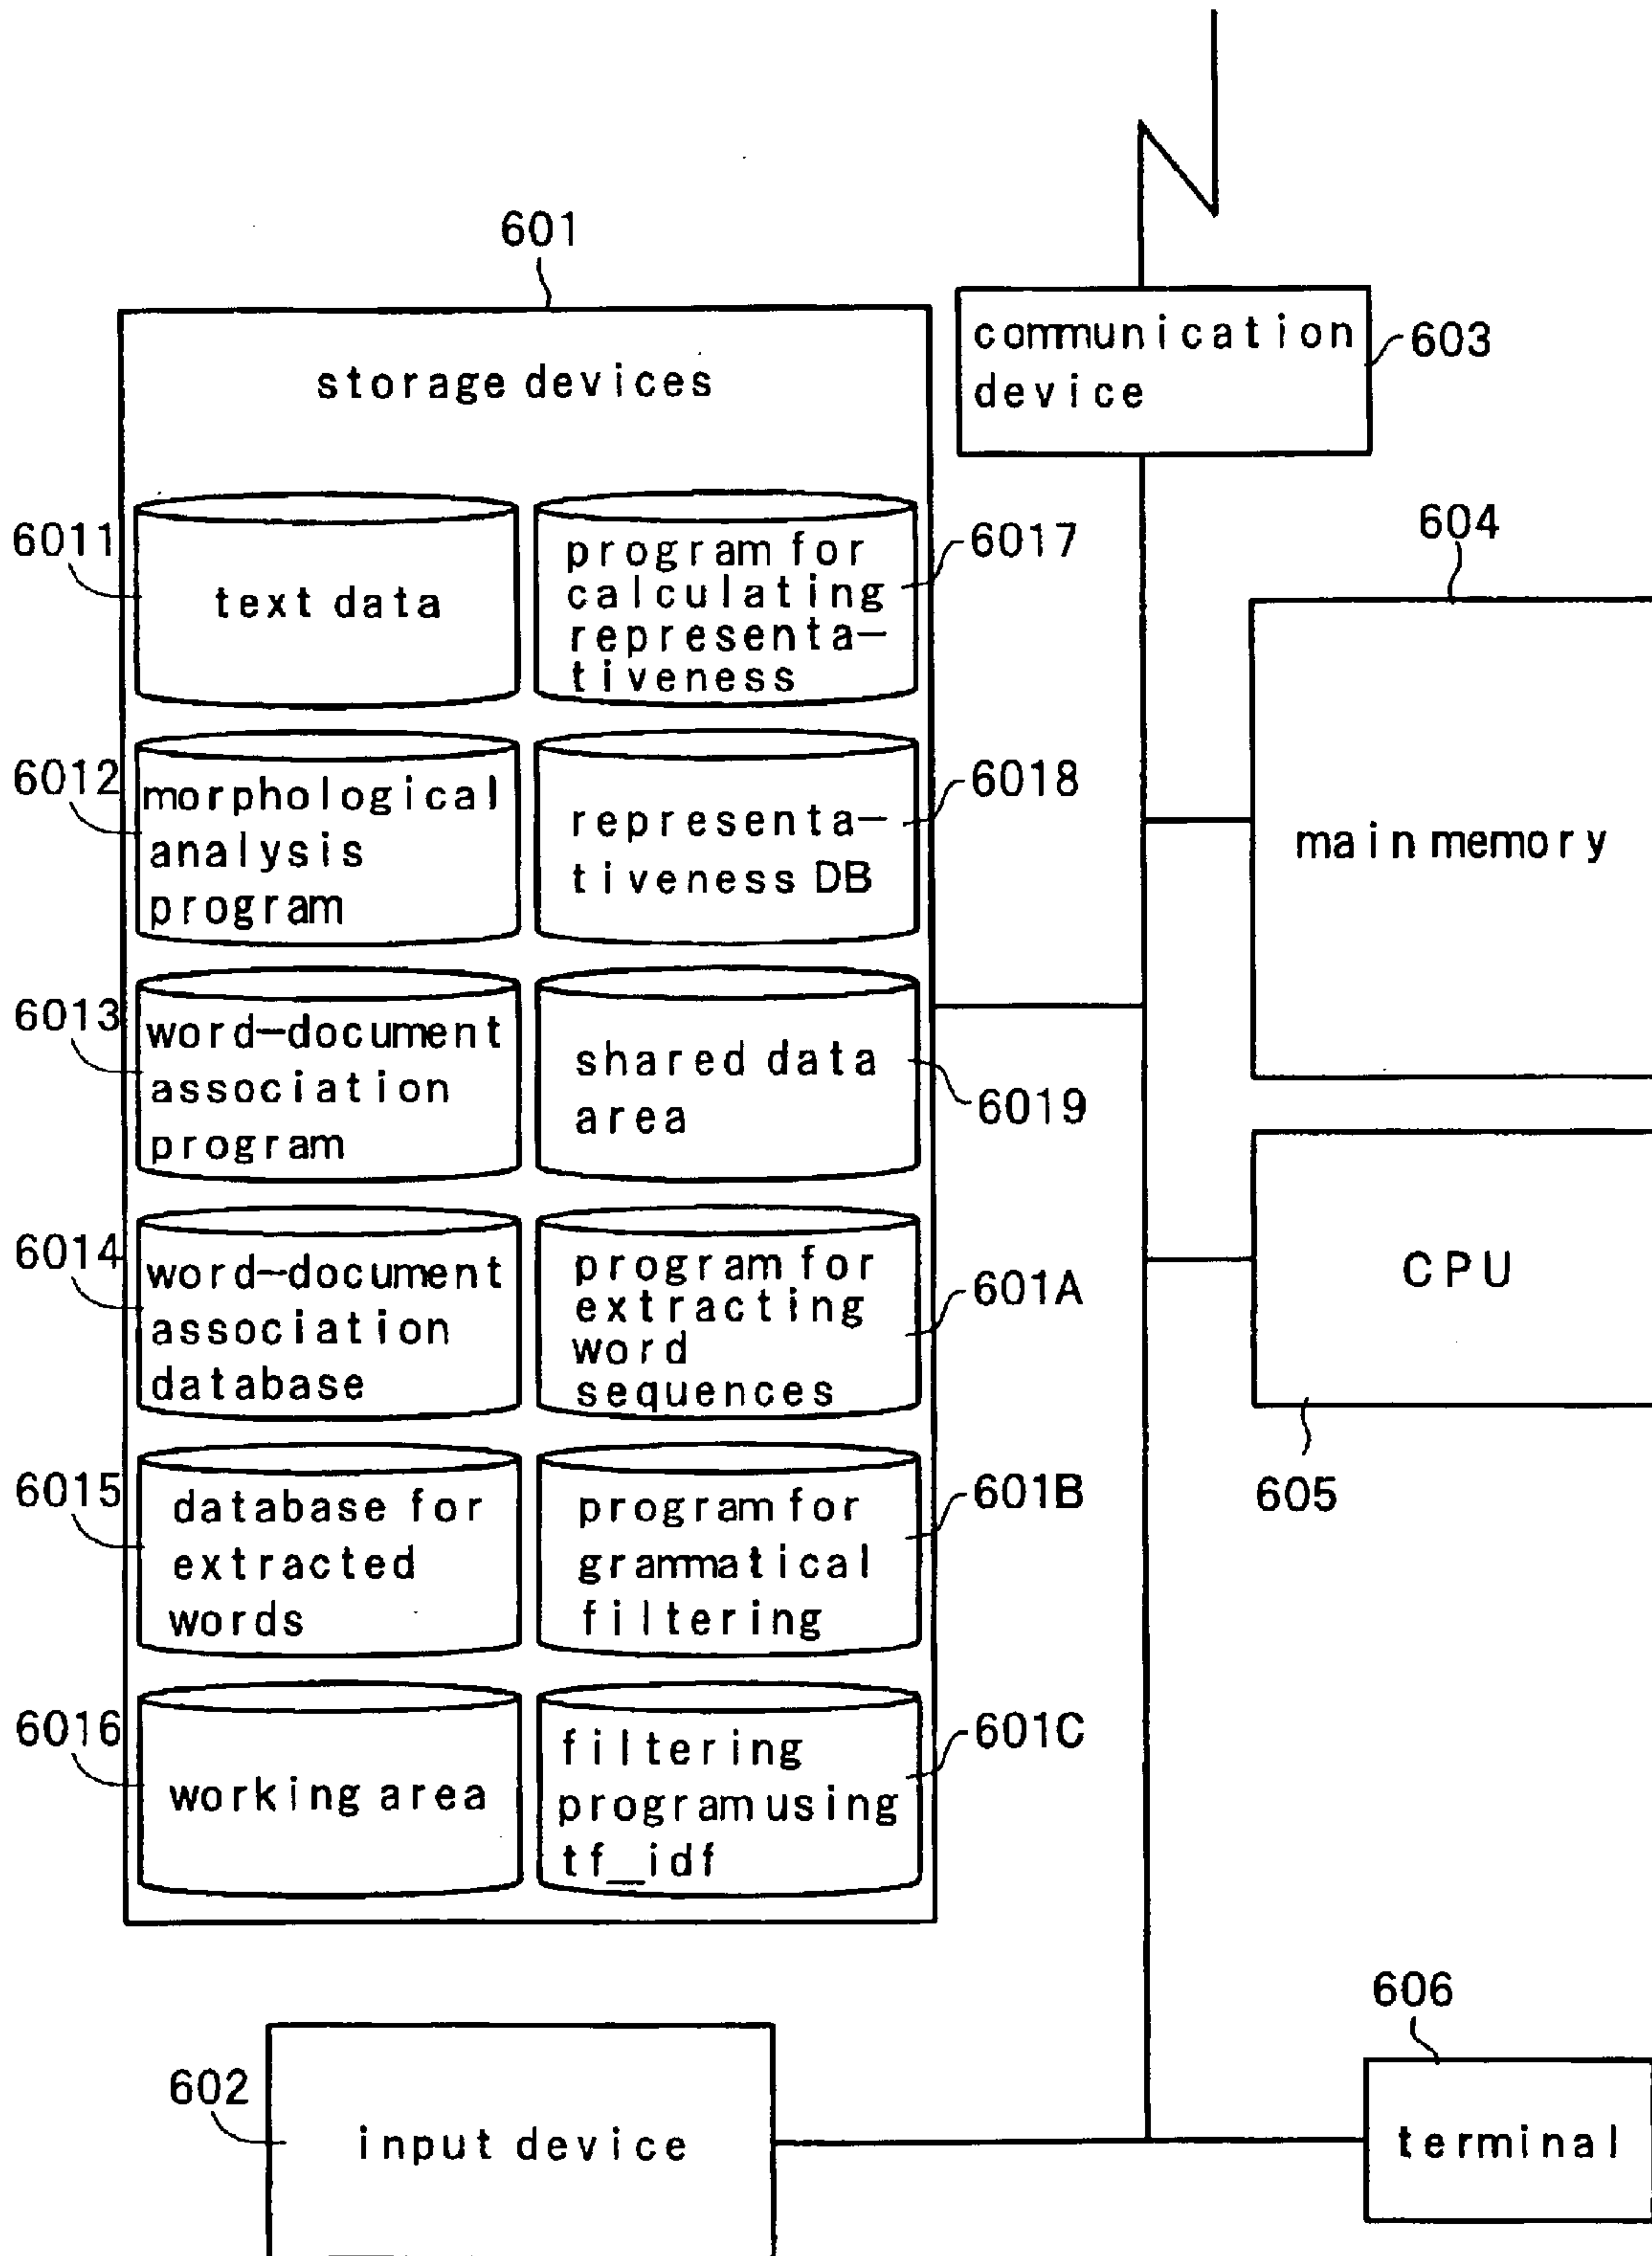 601
storage devices
communication
device
603
6011
text data
program for
calculating
representa-
tiveness
6017
604
main memory
6012
morphological
analysis
program
representa-
tiveness DB
6018
6013
word-document
association
program
shared data
area
6019
6014
word-document
association
database
program for
extracting
word
sequences
601A
CPU
605
6015
database for
extracted
words
program for
grammatical
filtering
601B
6016
working area
filtering
program using
tf_idf
601C
606
terminal
602
input device